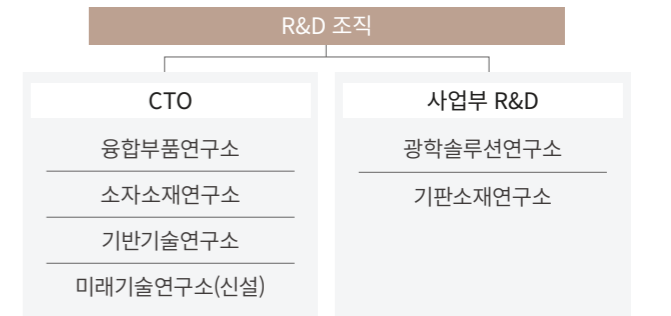 R&D 조직
CTO
융합부품연구소
소자소재연구소
기반기술연구소
미래기술연구소(신설)
사업부 R&D
광학솔루션연구소
기판소재연구소